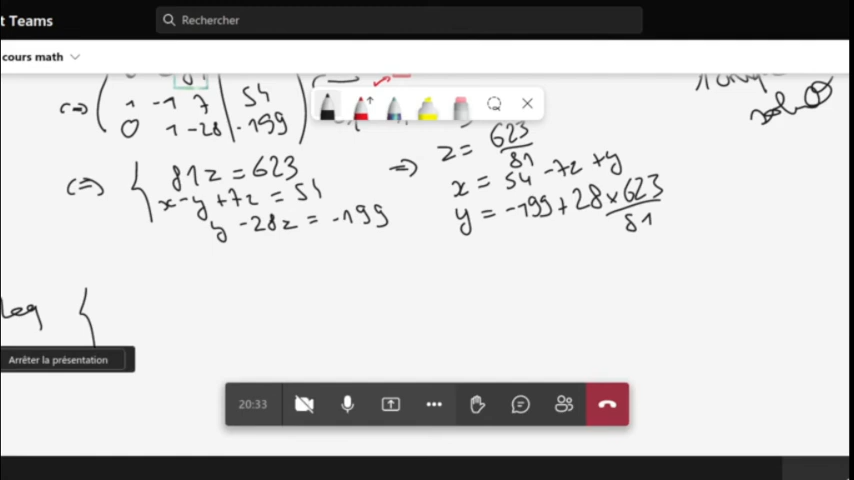 t Teams
Rechercher
cours math
<=> 1 -1 7 | 54
0 1 -28 | -199
<=> { 81z = 623
x - y + 7z = 54
y - 28z = -199
=> z = 623/81
x = 54 - 7z + y
y = -199 + 28 × 623/81
{
Arrêter la présentation
20:33